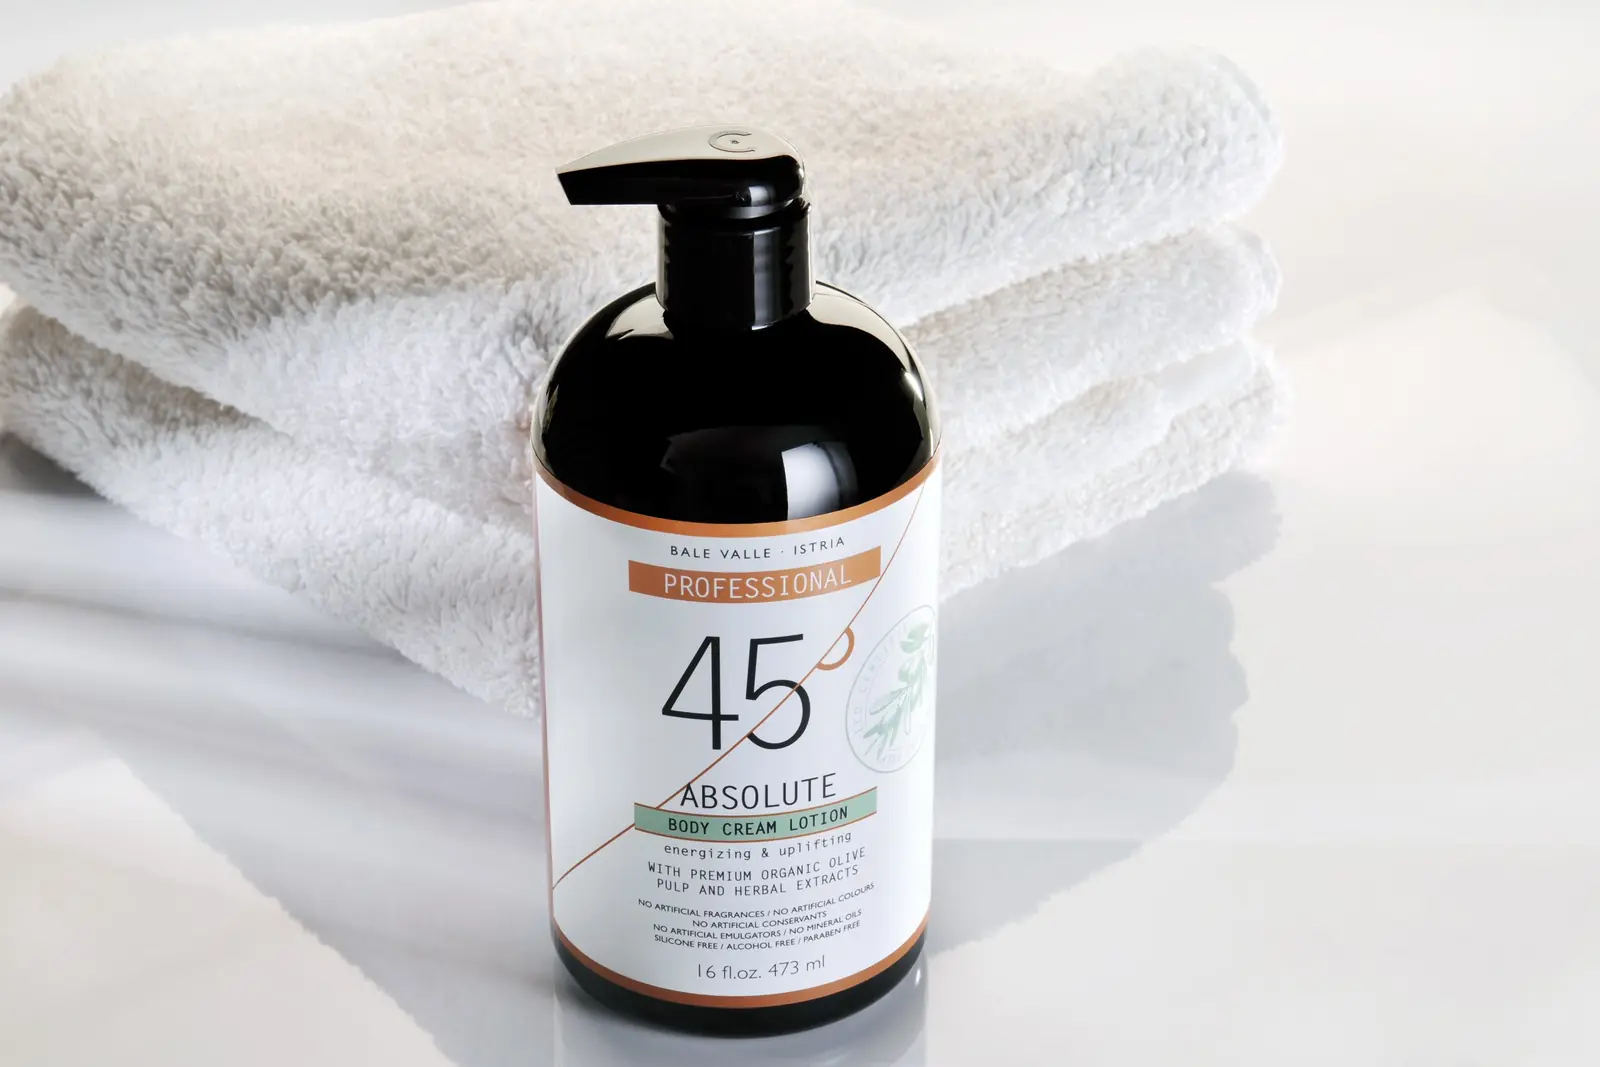 BALE VALLE · ISTRIA
PROFESSIONAL
45°
ABSOLUTE
BODY CREAM LOTION
energizing & uplifting
WITH PREMIUM ORGANIC OLIVE
PULP AND HERBAL EXTRACTS
NO ARTIFICIAL FRAGRANCES / NO ARTIFICIAL COLOURS
NO ARTIFICIAL CONSERVANTS
NO ARTIFICIAL EMULGATORS / NO MINERAL OILS
SILICONE FREE / ALCOHOL FREE / PARABEN FREE
16 fl.oz. 473 ml